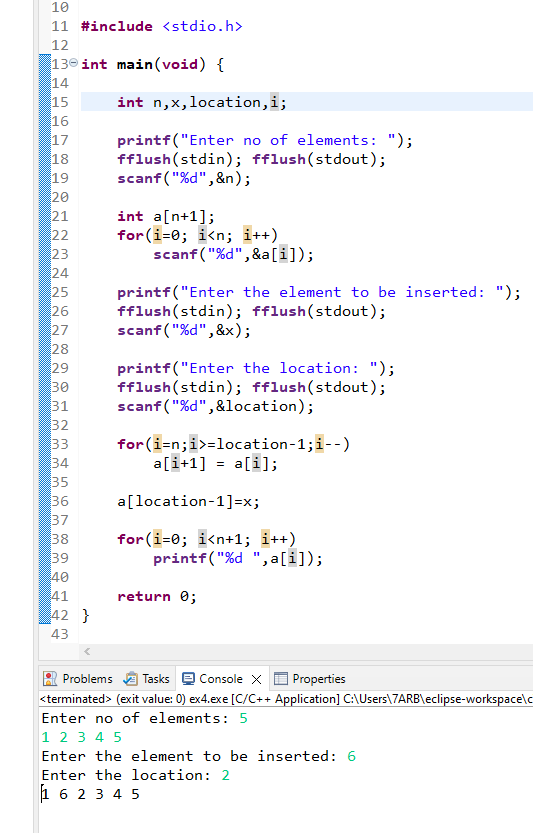 10
11 #include <stdio.h>
12
13 int main(void) {
14
15     int n,x,location,i;
16
17     printf("Enter no of elements: ");
18     fflush(stdin); fflush(stdout);
19     scanf("%d",&n);
20
21     int a[n+1];
22     for(i=0; i<n; i++)
23         scanf("%d",&a[i]);
24
25     printf("Enter the element to be inserted: ");
26     fflush(stdin); fflush(stdout);
27     scanf("%d",&x);
28
29     printf("Enter the location: ");
30     fflush(stdin); fflush(stdout);
31     scanf("%d",&location);
32
33     for(i=n;i>=location-1;i--)
34         a[i+1] = a[i];
35
36     a[location-1]=x;
37
38     for(i=0; i<n+1; i++)
39         printf("%d ",a[i]);
40
41     return 0;
42 }
43
Problems Tasks Console Properties
<terminated> (exit value: 0) ex4.exe [C/C++ Application] C:\Users\7ARB\eclipse-workspace\c
Enter no of elements: 5
1 2 3 4 5
Enter the element to be inserted: 6
Enter the location: 2
1 6 2 3 4 5